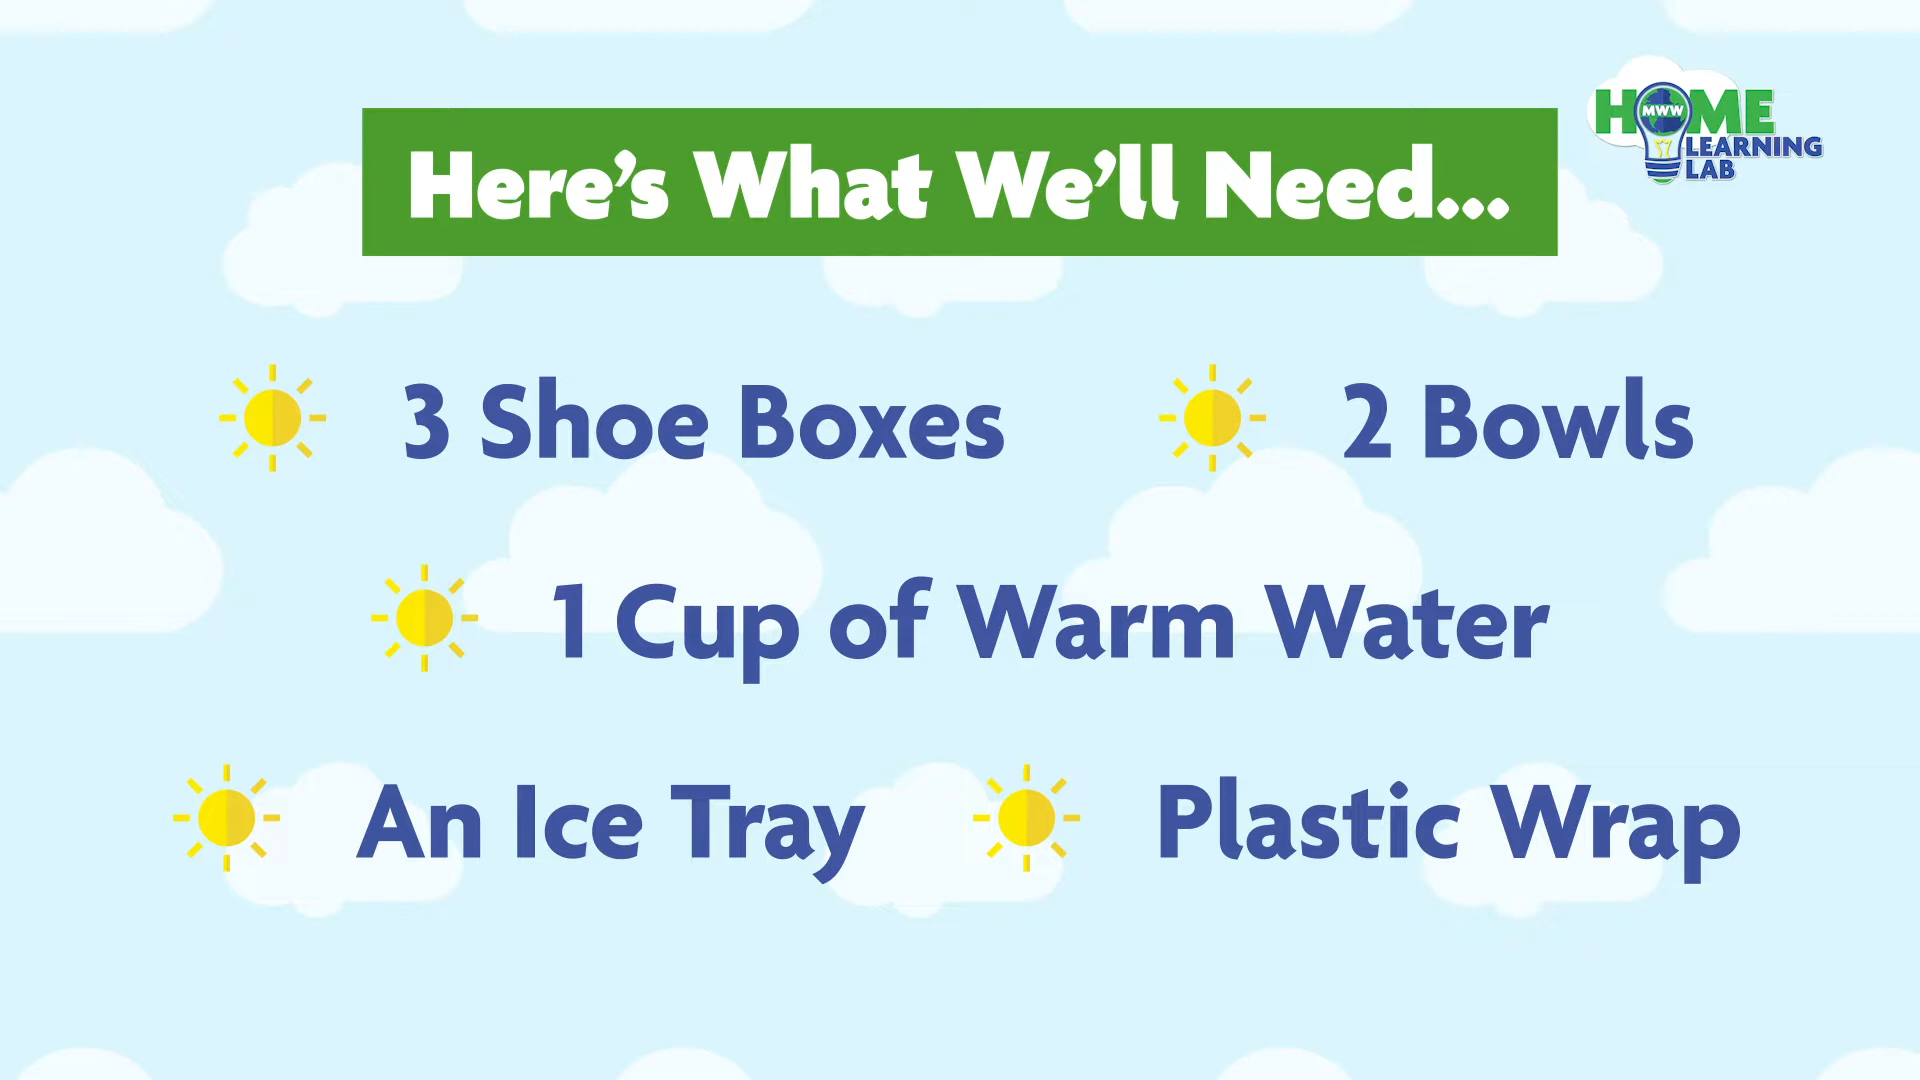 Here's What We'll Need...
HOME
MWW
LEARNING
LAB
3 Shoe Boxes
2 Bowls
1 Cup of Warm Water
An Ice Tray
Plastic Wrap